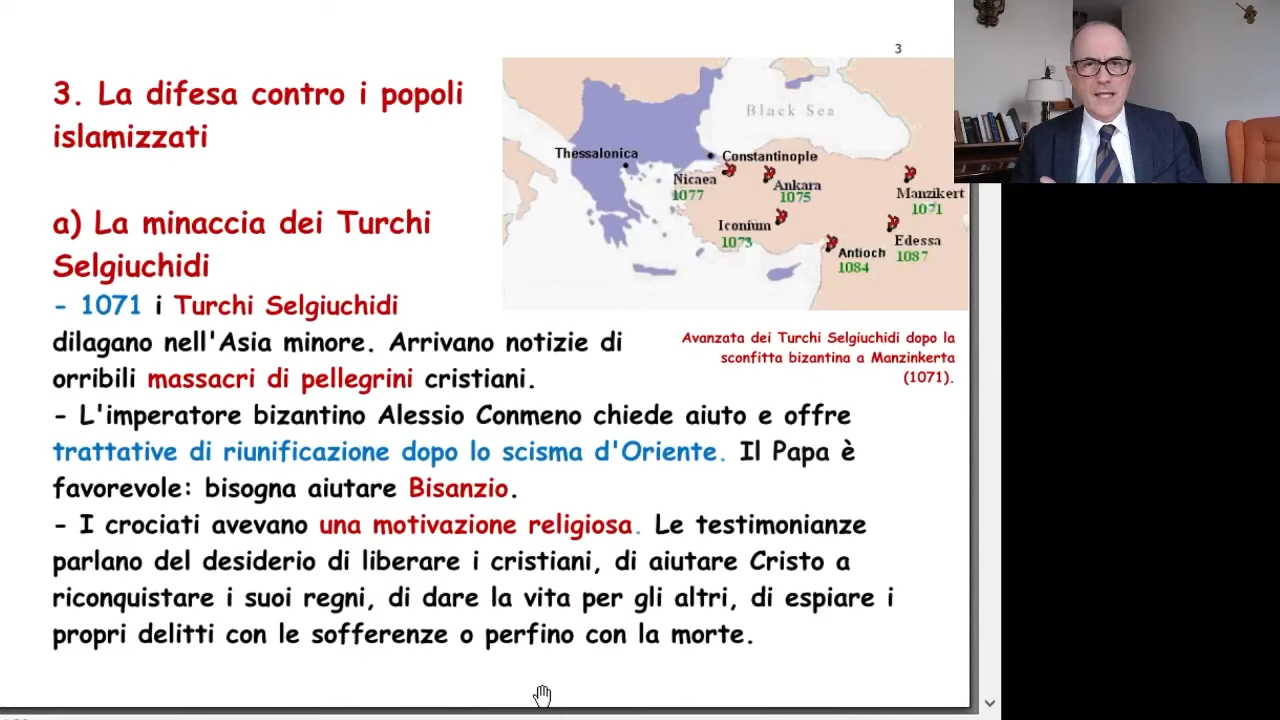 3
3. La difesa contro i popoli
islamizzati
a) La minaccia dei Turchi
Selgiuchidi
- 1071 i Turchi Selgiuchidi
dilagano nell'Asia minore. Arrivano notizie di
orribili massacri di pellegrini cristiani.
- L'imperatore bizantino Alessio Conmeno chiede aiuto e offre
trattative di riunificazione dopo lo scisma d'Oriente. Il Papa è
favorevole: bisogna aiutare Bisanzio.
- I crociati avevano una motivazione religiosa. Le testimonianze
parlano del desiderio di liberare i cristiani, di aiutare Cristo a
riconquistare i suoi regni, di dare la vita per gli altri, di espiare i
propri delitti con le sofferenze o perfino con la morte.
Black Sea
Thessalonica
Constantinople
Nicaea
1077
Ankara
1075
Manzikert
1071
Iconium
1073
Edessa
1087
Antioch
1084
Avanzata dei Turchi Selgiuchidi dopo la
sconfitta bizantina a Manzinkerta
(1071).